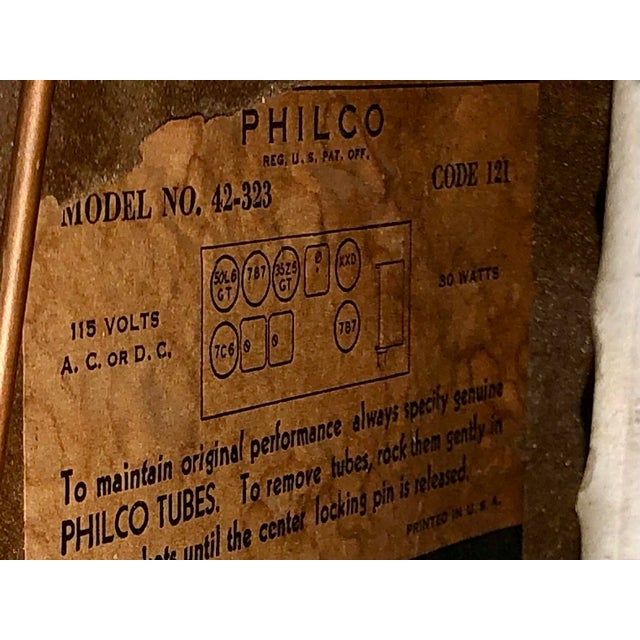 PHILCO
REG. U. S. PAT. OFF.
MODEL NO. 42-323 CODE 121
50L6 GT 7B7 35Z5 GT XXD
115 VOLTS 30 WATTS
A. C. OR D. C.
7C6 7B7
To maintain original performance always specify genuine
PHILCO TUBES. To remove tubes, rock them gently in
until the center locking pin is released.
PRINTED IN U. S. A.